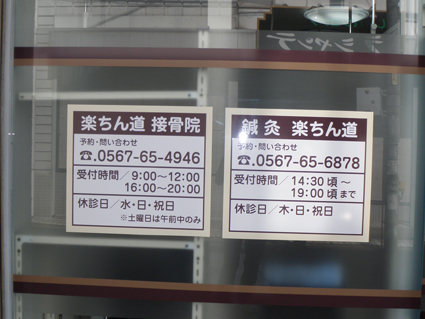 楽ちん道 接骨院
予約・問い合わせ
☎.0567-65-4946
受付時間／9:00〜12:00
16:00〜20:00
休診日／水・日・祝日
※土曜日は午前中のみ
鍼灸 楽ちん道
予約・問い合わせ
☎.0567-65-6878
受付時間／14:30頃〜
19:00頃まで
休診日／木・日・祝日